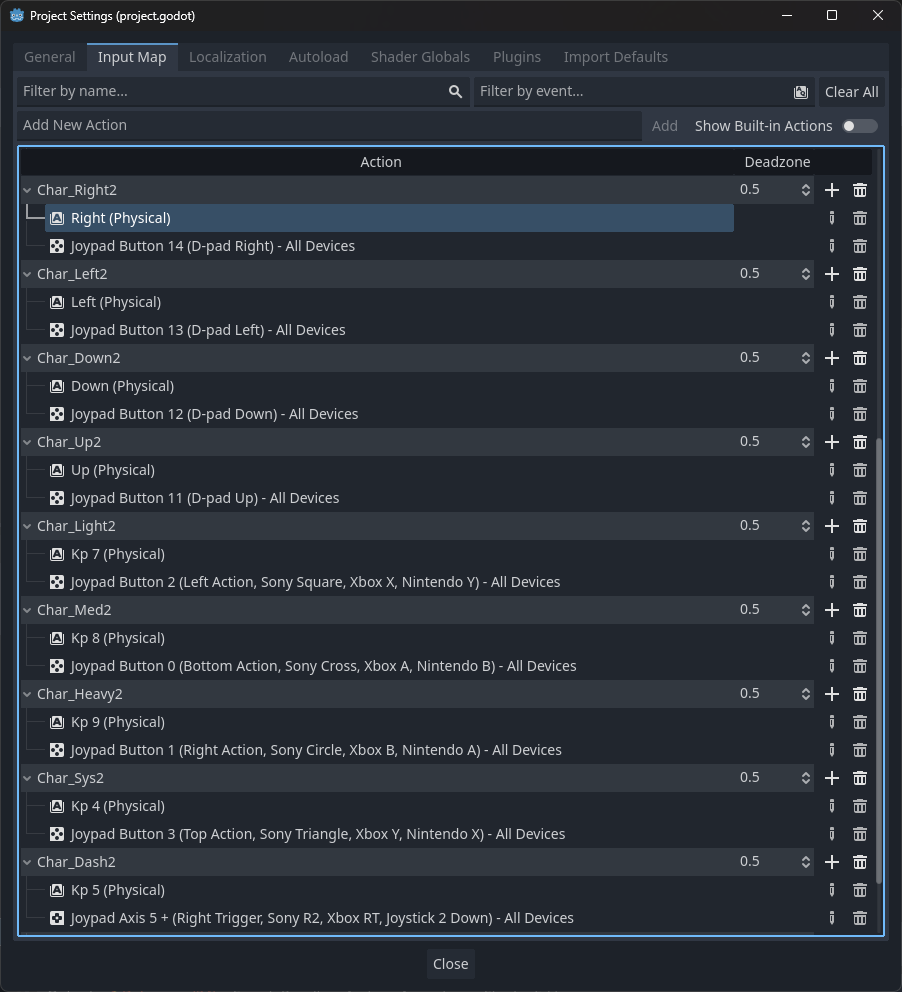 Project Settings (project.godot)
General Input Map Localization Autoload Shader Globals Plugins Import Defaults
Filter by name... Filter by event... Clear All
Add New Action Add Show Built-in Actions
Action Deadzone
Char_Right2 0.5
Right (Physical)
Joypad Button 14 (D-pad Right) - All Devices
Char_Left2 0.5
Left (Physical)
Joypad Button 13 (D-pad Left) - All Devices
Char_Down2 0.5
Down (Physical)
Joypad Button 12 (D-pad Down) - All Devices
Char_Up2 0.5
Up (Physical)
Joypad Button 11 (D-pad Up) - All Devices
Char_Light2 0.5
Kp 7 (Physical)
Joypad Button 2 (Left Action, Sony Square, Xbox X, Nintendo Y) - All Devices
Char_Med2 0.5
Kp 8 (Physical)
Joypad Button 0 (Bottom Action, Sony Cross, Xbox A, Nintendo B) - All Devices
Char_Heavy2 0.5
Kp 9 (Physical)
Joypad Button 1 (Right Action, Sony Circle, Xbox B, Nintendo A) - All Devices
Char_Sys2 0.5
Kp 4 (Physical)
Joypad Button 3 (Top Action, Sony Triangle, Xbox Y, Nintendo X) - All Devices
Char_Dash2 0.5
Kp 5 (Physical)
Joypad Axis 5 + (Right Trigger, Sony R2, Xbox RT, Joystick 2 Down) - All Devices
Close